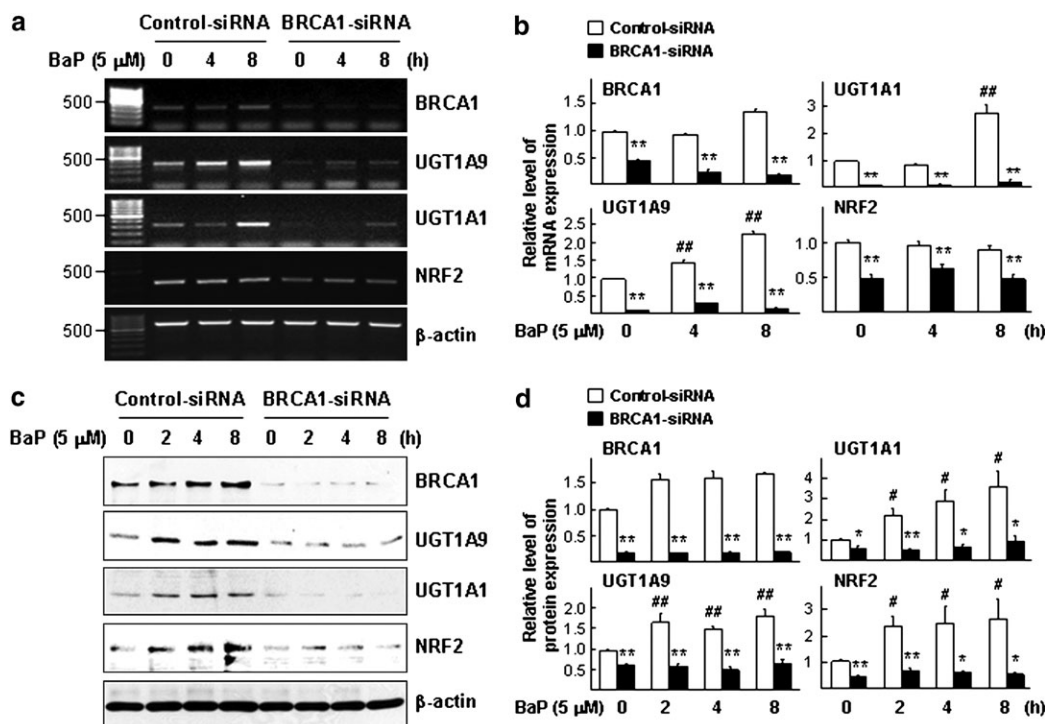 a
Control-siRNA BRCA1-siRNA
BaP (5 μM) 0 4 8 0 4 8 (h)
500 BRCA1
500 UGT1A9
500 UGT1A1
500 NRF2
500 β-actin
b
Control-siRNA
BRCA1-siRNA
Relative level of
mRNA expression
BRCA1 UGT1A1
1.5
1.0
0.5
** ** **
3
2
1
** ** ## **
UGT1A9 NRF2
2.5
2.0
1.5
1.0
0.5
** ## ** ## **
1.0
0.5
** ** **
BaP (5 μM) 0 4 8 0 4 8 (h)
c
Control-siRNA BRCA1-siRNA
BaP (5 μM) 0 2 4 8 0 2 4 8 (h)
BRCA1
UGT1A9
UGT1A1
NRF2
β-actin
d
Control-siRNA
BRCA1-siRNA
Relative level of
protein expression
BRCA1 UGT1A1
1.5
1.0
0.5
** ** ** **
4
3
2
1
* # ** # * # *
UGT1A9 NRF2
2.0
1.5
1.0
0.5
** ## ** ## ** ## **
3
2
1
** # ** # * # *
BaP (5 μM) 0 2 4 8 0 2 4 8 (h)